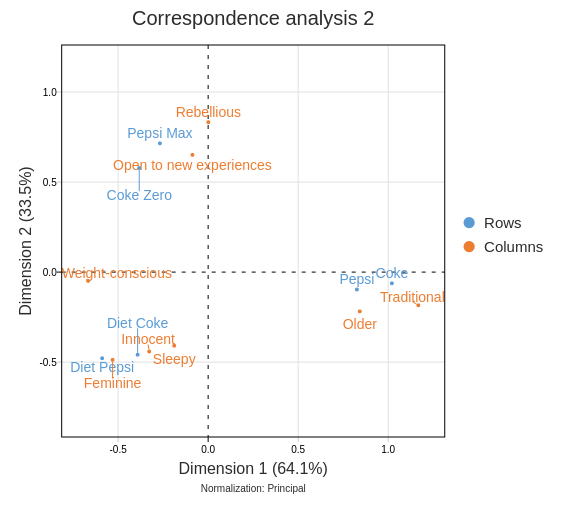 Correspondence analysis 2
Dimension 2 (33.5%)
1.0
0.5
0.0
-0.5
Rebellious
Pepsi Max
Open to new experiences
Coke Zero
Weight-conscious
Pepsi
Coke
Traditional
Older
Diet Coke
Innocent
Sleepy
Diet Pepsi
Feminine
Rows
Columns
-0.5 0.0 0.5 1.0
Dimension 1 (64.1%)
Normalization: Principal